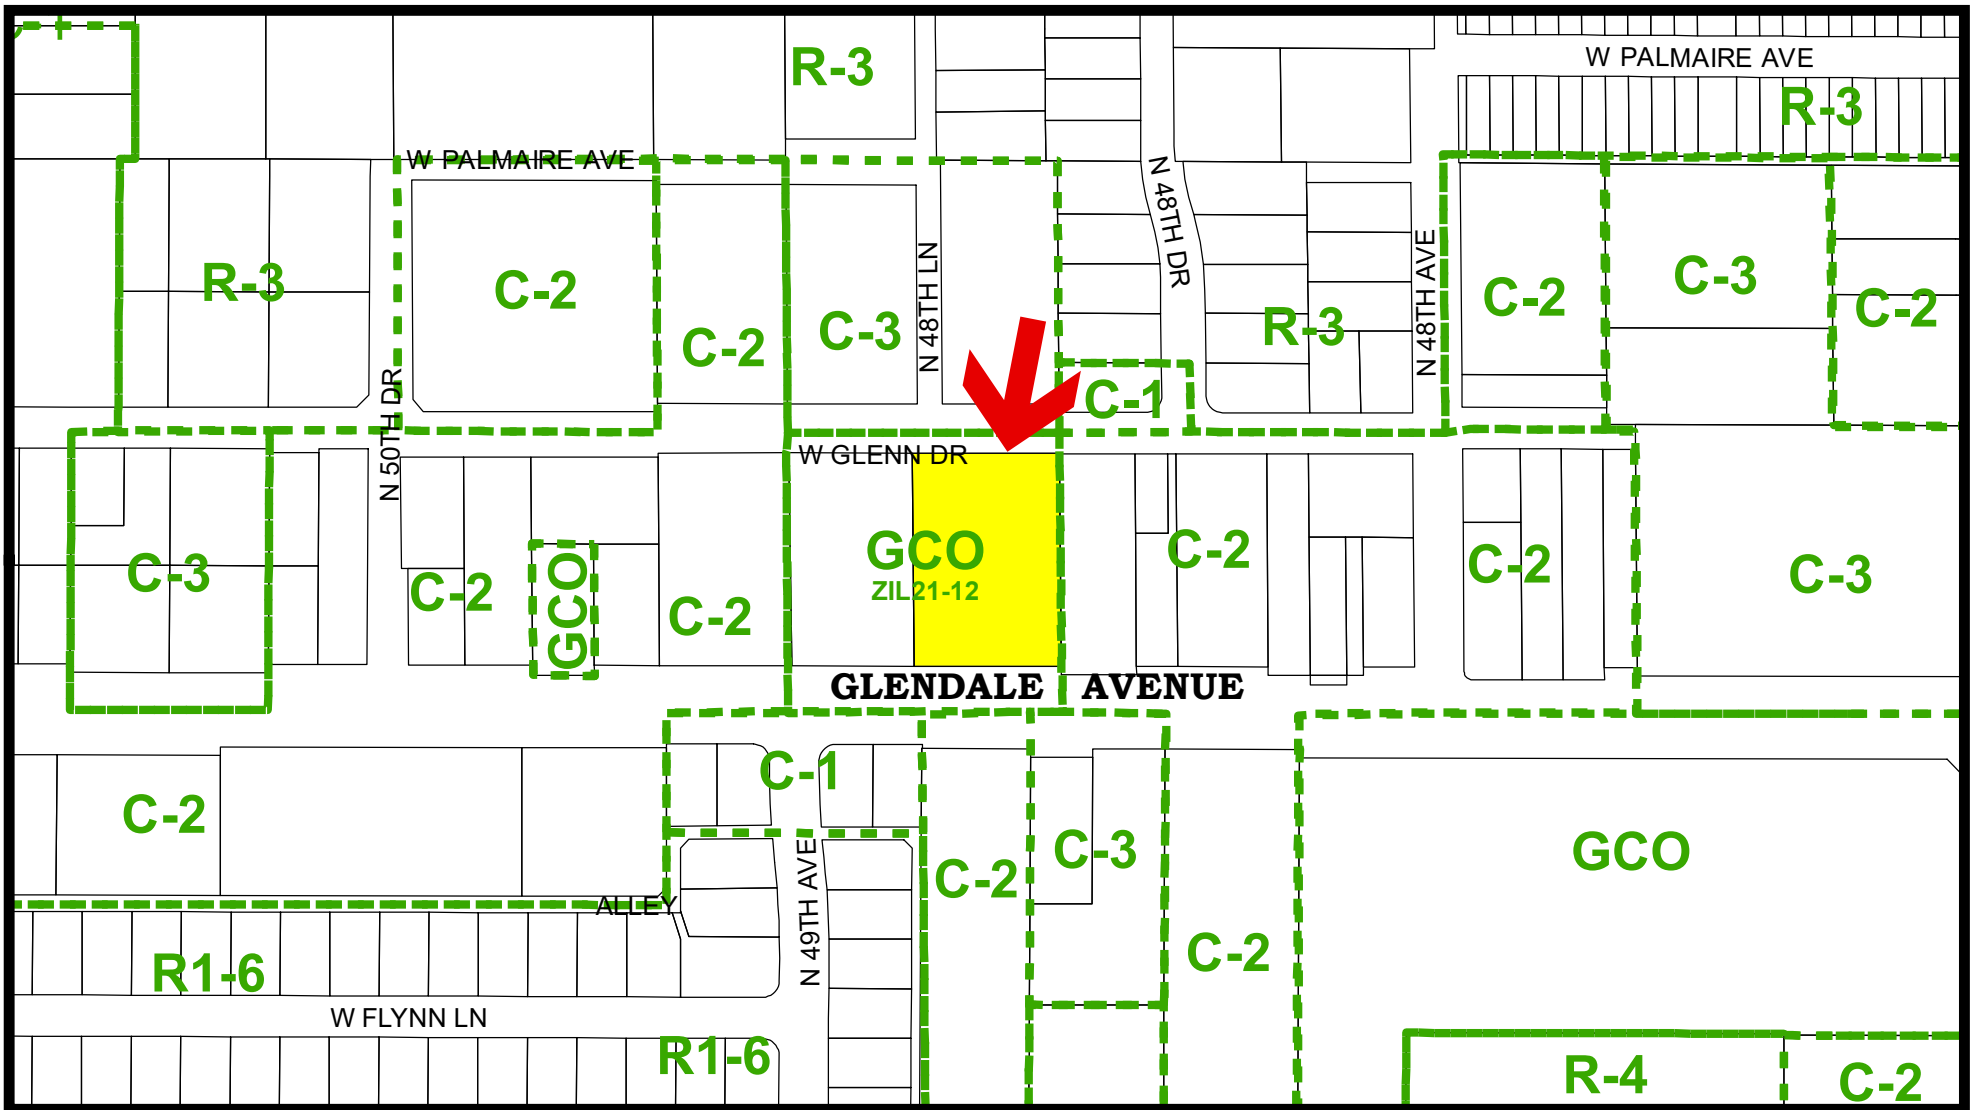 R-3
W PALMAIRE AVE
R-3
W PALMAIRE AVE
N 48TH DR
R-3
C-2
C-2
C-3
N 48TH LN
R-3
N 48TH AVE
C-2
C-3
C-2
C-1
N 50TH DR
W GLENN DR
C-3
C-2
GCO
C-2
GCO
ZIL21-12
C-2
C-2
C-3
GLENDALE AVENUE
C-1
C-2
C-2
C-3
GCO
ALLEY
N 49TH AVE
C-2
R1-6
W FLYNN LN
R1-6
R-4
C-2